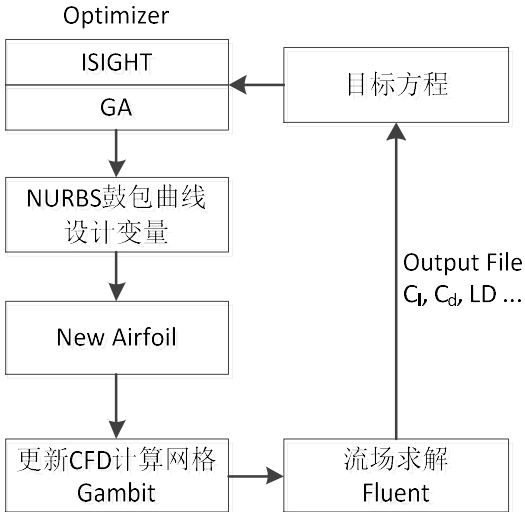 Optimizer
ISIGHT
GA
目标方程
NURBS鼓包曲线
设计变量
New Airfoil
Output File
Cl, Cd, LD ...
更新CFD计算网格
Gambit
流场求解
Fluent